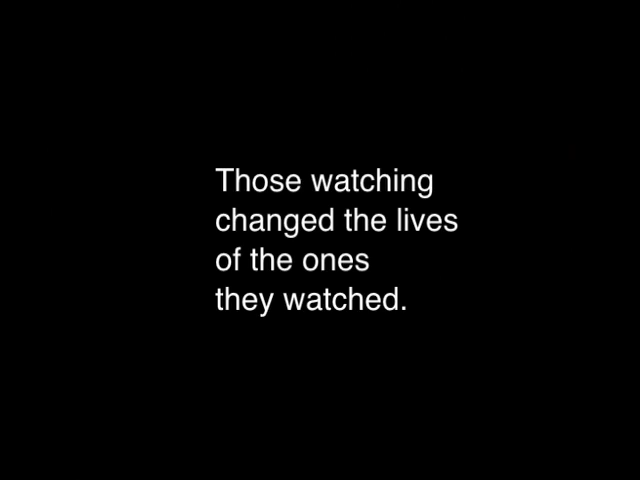 Those watching
changed the lives
of the ones
they watched.